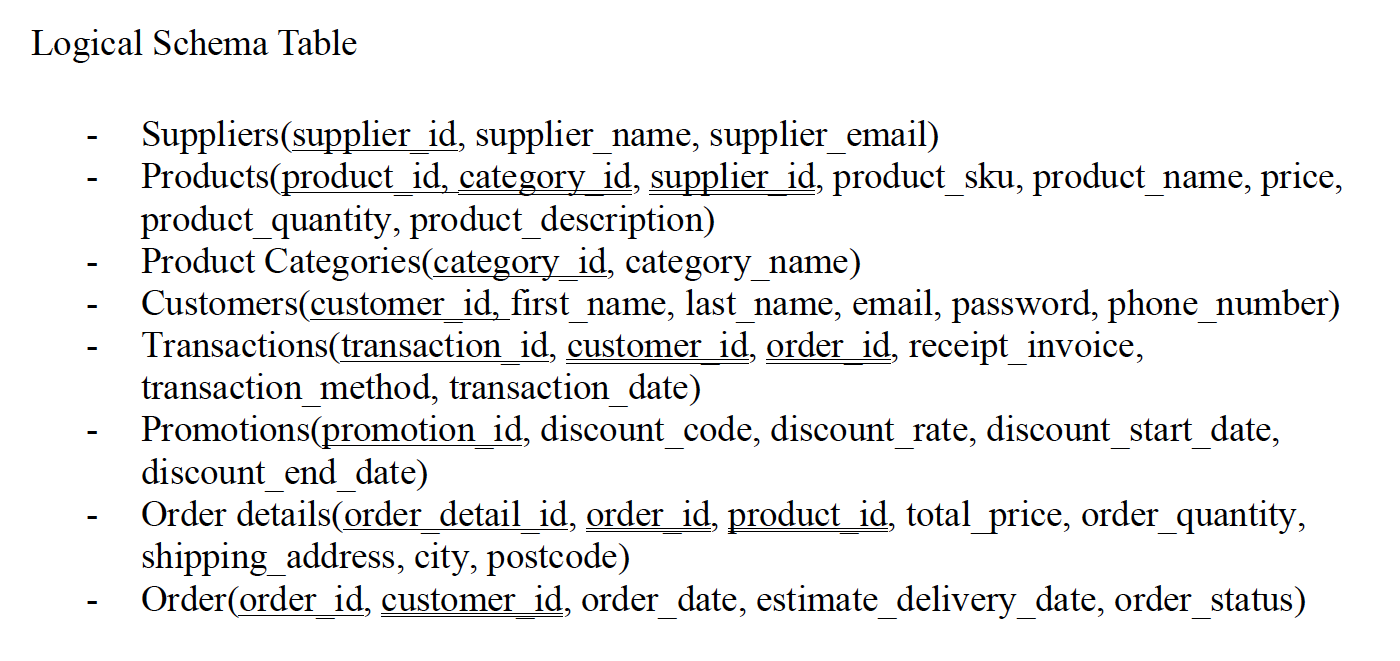 Logical Schema Table
- Suppliers(supplier_id, supplier_name, supplier_email)
- Products(product_id, category_id, supplier_id, product_sku, product_name, price,
product_quantity, product_description)
- Product Categories(category_id, category_name)
- Customers(customer_id, first_name, last_name, email, password, phone_number)
- Transactions(transaction_id, customer_id, order_id, receipt_invoice,
transaction_method, transaction_date)
- Promotions(promotion_id, discount_code, discount_rate, discount_start_date,
discount_end_date)
- Order details(order_detail_id, order_id, product_id, total_price, order_quantity,
shipping_address, city, postcode)
- Order(order_id, customer_id, order_date, estimate_delivery_date, order_status)